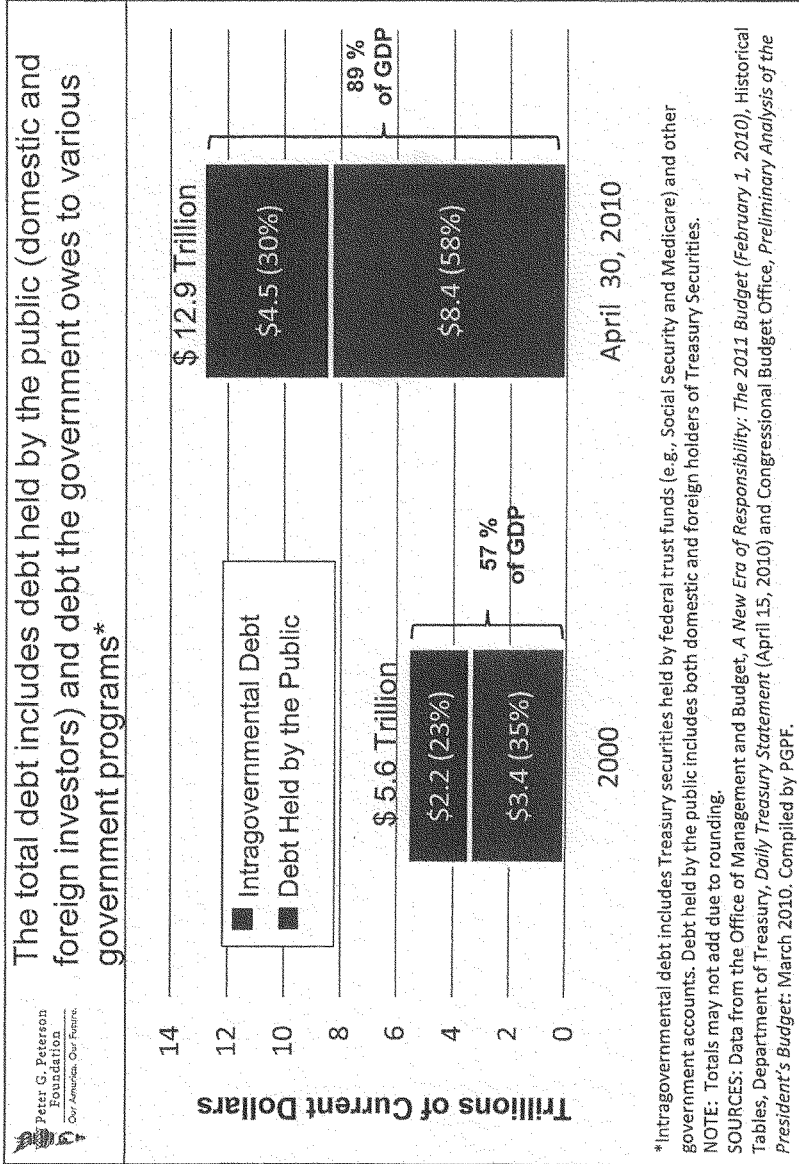 Peter G. Peterson
Foundation
Our America. Our Future.
The total debt includes debt held by the public (domestic and
foreign investors) and debt the government owes to various
government programs*
Trillions of Current Dollars
14
12
10
8
6
4
2
0
Intragovernmental Debt
Debt Held by the Public
$ 5.6 Trillion
$2.2 (23%)
$3.4 (35%)
57 %
of GDP
2000
$ 12.9 Trillion
$4.5 (30%)
$8.4 (58%)
89 %
of GDP
April 30, 2010
*Intragovernmental debt includes Treasury securities held by federal trust funds (e.g., Social Security and Medicare) and other
government accounts. Debt held by the public includes both domestic and foreign holders of Treasury Securities.
NOTE: Totals may not add due to rounding.
SOURCES: Data from the Office of Management and Budget, A New Era of Responsibility: The 2011 Budget (February 1, 2010), Historical
Tables, Department of Treasury, Daily Treasury Statement (April 15, 2010) and Congressional Budget Office, Preliminary Analysis of the
President's Budget: March 2010. Compiled by PGPF.